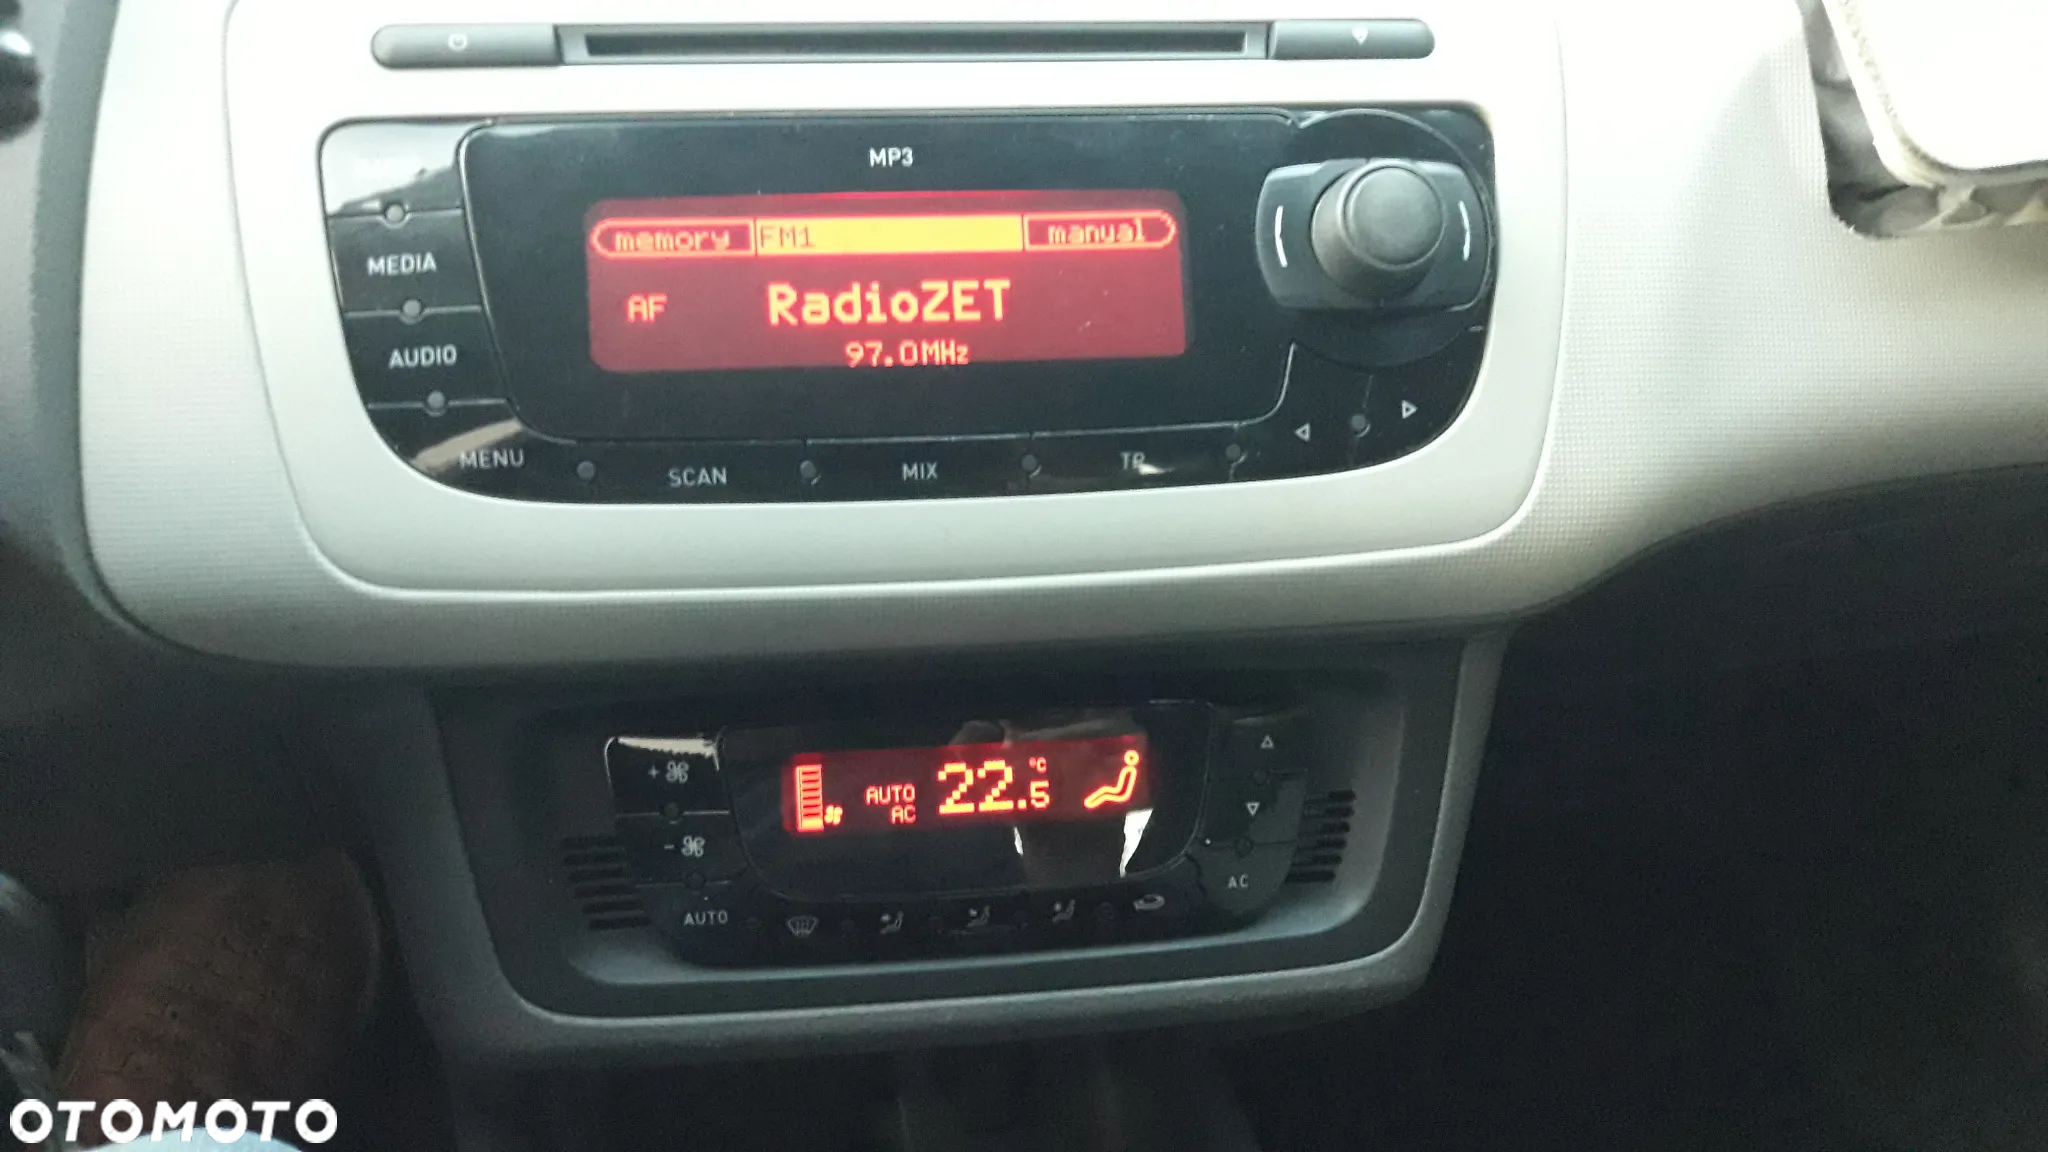 MP3
MEDIA
AUDIO
MENU
SCAN
MIX
TP
memory FM1 manual
AF RadioZET
97.0MHz
AUTO 22.5 °C
AC
+
-
AUTO
AC
OTOMOTO